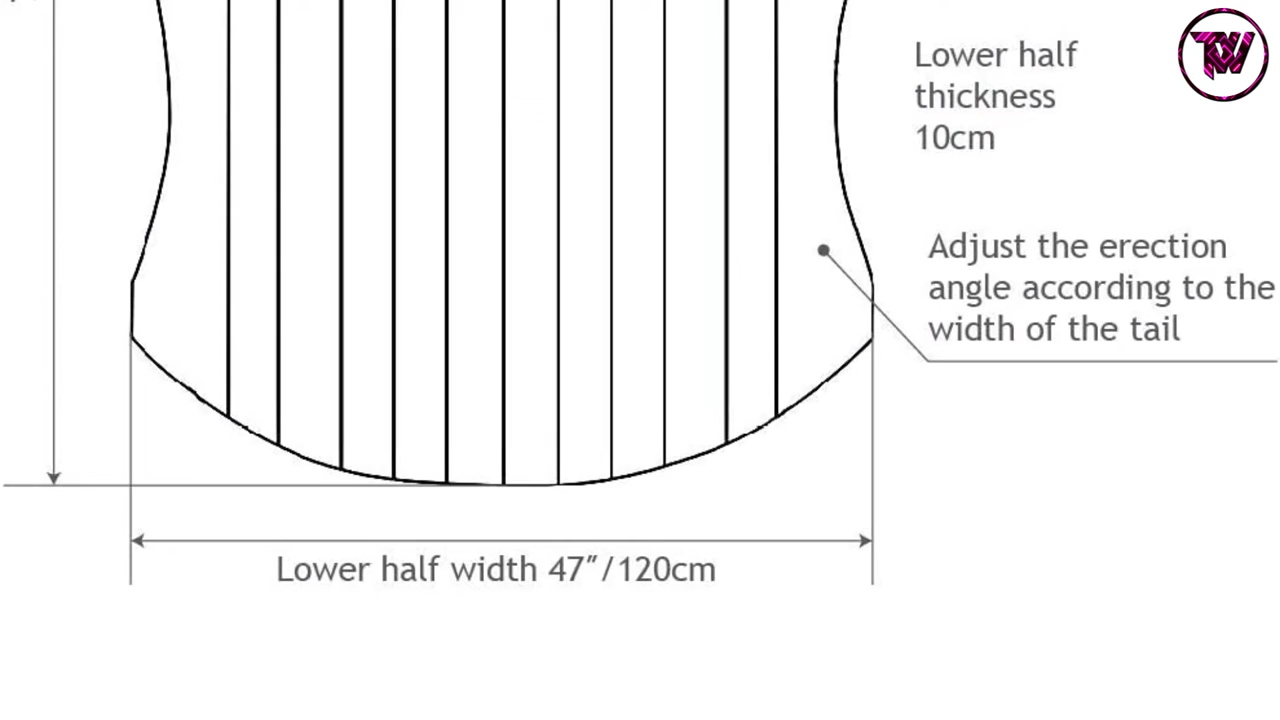 Lower half
thickness
10cm
Adjust the erection
angle according to the
width of the tail
Lower half width 47"/120cm